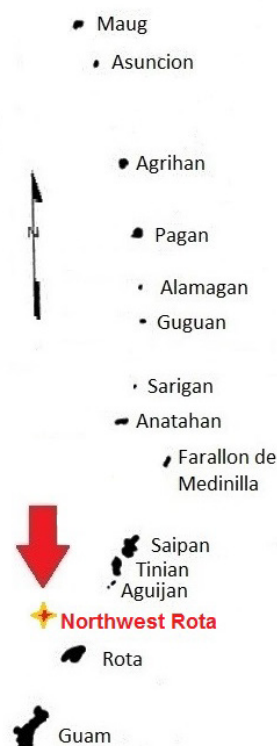 Maug
Asuncion
Agrihan
N
Pagan
Alamagan
Guguan
Sarigan
Anatahan
Farallon de
Medinilla
Saipan
Tinian
Aguijan
Northwest Rota
Rota
Guam